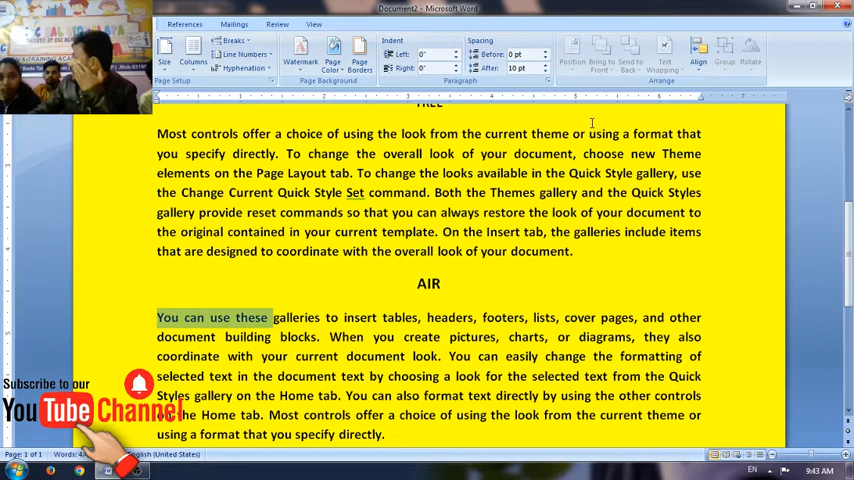 Document2 - Microsoft Word
References Mailings Review View
Breaks
Line Numbers
Hyphenation
Size Columns
Page Setup
Watermark Page Color Page Borders
Page Background
Indent Spacing
Left: 0" Before: 0 pt
Right: 0" After: 10 pt
Paragraph
Position Bring to Front Send to Back Text Wrapping Align Group Rotate
Arrange
TREE
Most controls offer a choice of using the look from the current theme or using a format that
you specify directly. To change the overall look of your document, choose new Theme
elements on the Page Layout tab. To change the looks available in the Quick Style gallery, use
the Change Current Quick Style Set command. Both the Themes gallery and the Quick Styles
gallery provide reset commands so that you can always restore the look of your document to
the original contained in your current template. On the Insert tab, the galleries include items
that are designed to coordinate with the overall look of your document.
AIR
You can use these galleries to insert tables, headers, footers, lists, cover pages, and other
document building blocks. When you create pictures, charts, or diagrams, they also
coordinate with your current document look. You can easily change the formatting of
selected text in the document text by choosing a look for the selected text from the Quick
Styles gallery on the Home tab. You can also format text directly by using the other controls
the Home tab. Most controls offer a choice of using the look from the current theme or
using a format that you specify directly.
Subscribe to our
YouTube Channel
Page: 1 of 1 Words: English (United States)
EN 9:43 AM